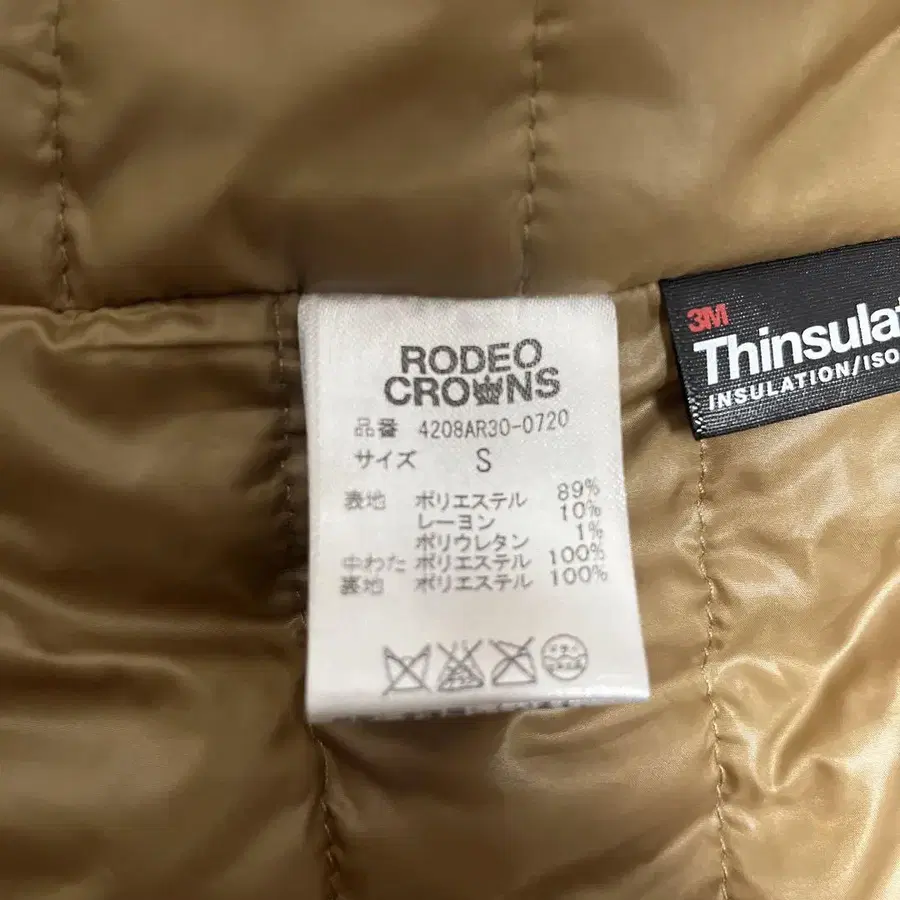 RODEO
CROWNS
品番 4208AR30-0720
サイズ S
表地 ポリエステル 89%
レーヨン 10%
ポリウレタン 1%
中わた ポリエステル 100%
裏地 ポリエステル 100%
3M
Thinsulat
INSULATION/ISO